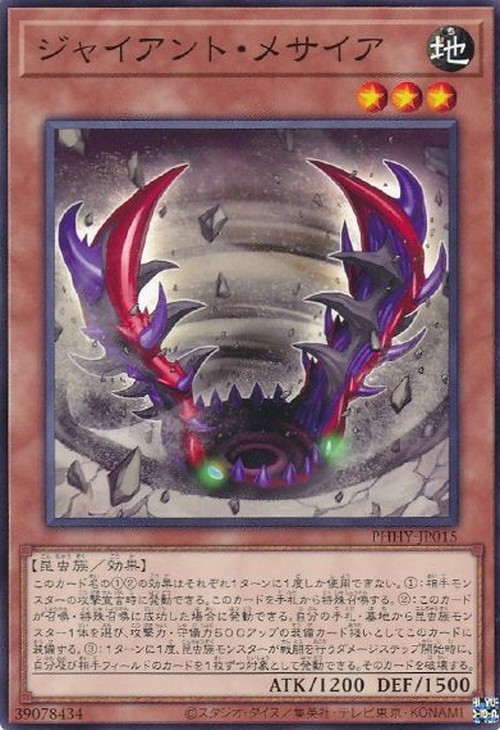 ジャイアント・メサイア
地
PHHY-JP015
【昆虫族／効果】
このカード名の①②の効果はそれぞれ１ターンに１度しか使用できない。①：相手モン
スターの攻撃宣言時に発動できる。このカードを手札から特殊召喚する。②：このカード
が召喚・特殊召喚に成功した場合に発動できる。自分の手札・墓地から昆虫族モンス
ター１体を選び、攻撃力・守備力５００アップの装備カード扱いとしてこのカードに
装備する。③：１ターンに１度、昆虫族モンスターが戦闘を行うダメージステップ開始時に、
自分及び相手フィールドのカードを１枚ずつ対象として発動できる。そのカードを破壊する。
ATK/1200 DEF/1500
39078434
©スタジオ・ダイス／集英社・テレビ東京・KONAMI